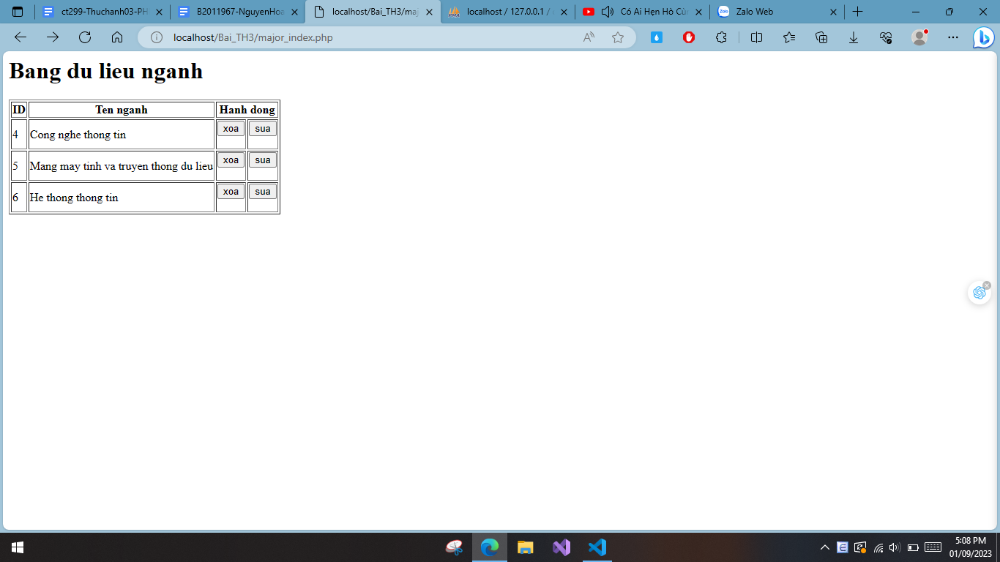 ct299-Thuchanh03-PH
B2011967-NguyenHoa
localhost/Bai_TH3/maj
localhost / 127.0.0.1 /
Có Ai Hẹn Hò Cùn
Zalo Web
localhost/Bai_TH3/major_index.php
Bang du lieu nganh
ID Ten nganh Hanh dong
4 Cong nghe thong tin xoa sua
5 Mang may tinh va truyen thong du lieu xoa sua
6 He thong thong tin xoa sua
5:08 PM
01/09/2023